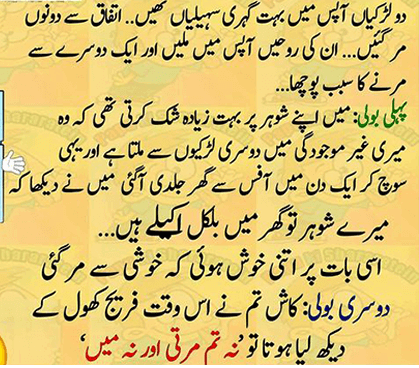 دو لڑکیاں آپس میں بہت گہری سہیلیاں تھیں.. اتفاق سے دونوں
مر گئیں... ان کی روحیں آپس میں ملیں اور ایک دوسرے سے
مرنے کا سبب پوچھا...
پہلی بولی: میں اپنے شوہر پر بہت زیادہ شک کرتی تھی کہ وہ
میری غیر موجودگی میں دوسری لڑکیوں سے ملتا ہے اور یہی
سوچ کر ایک دن میں آفس سے گھر جلدی آگئی میں نے دیکھا کہ
میرے شوہر تو گھر میں بلکل اکیلے ہیں...
اسی بات پر اتنی خوش ہوئی کہ خوشی سے مر گئی
دوسری بولی: کاش تم نے اس وقت فریج کھول کے
دیکھ لیا ہوتا تو 'نہ تم مرتی اور نہ میں'